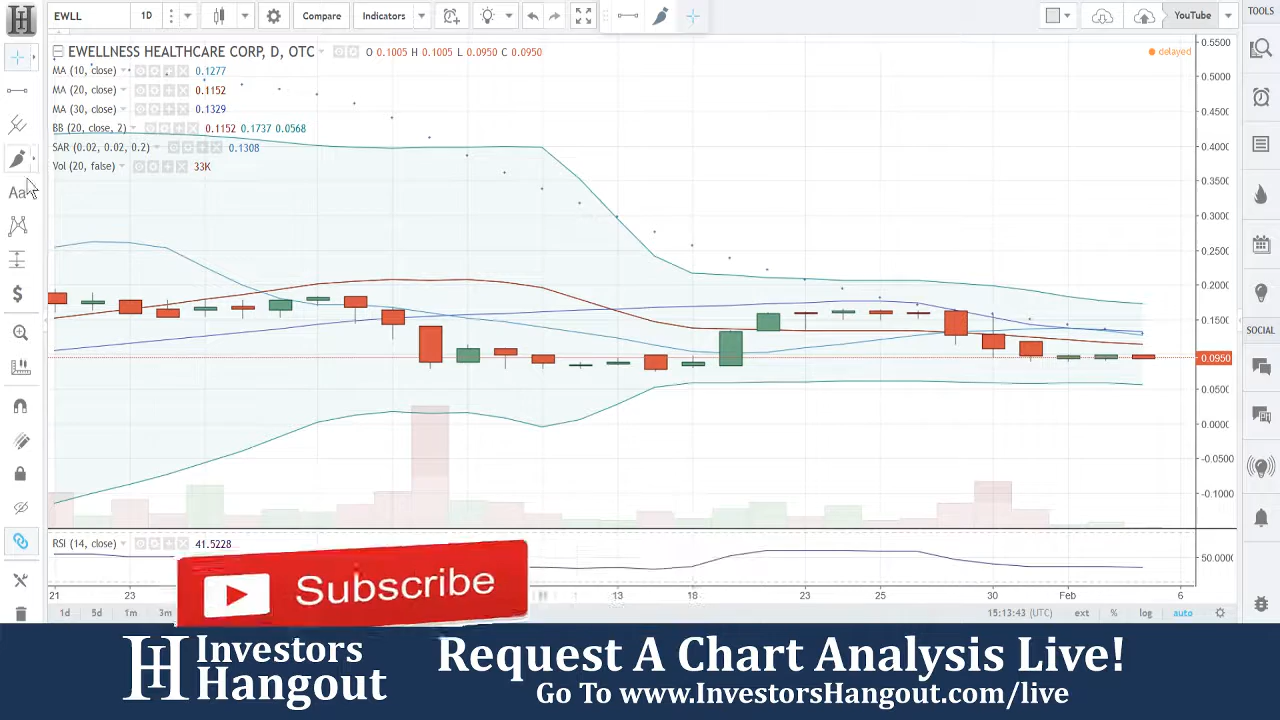 EWLL 1D Compare Indicators YouTube TOOLS
EWELLNESS HEALTHCARE CORP, D, OTC O 0.1005 H 0.1005 L 0.0950 C 0.0950
delayed
MA (10, close) 0.1277
MA (20, close) 0.1152
MA (30, close) 0.1329
BB (20, close, 2) 0.1152 0.1737 0.0568
SAR (0.02, 0.02, 0.2) 0.1308
Vol (20, false) 33K
Aa
$
0.5500
0.5000
0.4500
0.4000
0.3500
0.3000
0.2500
0.2000
0.1500
0.0950
0.0500
0.0000
-0.0500
-0.1000
SOCIAL
RSI (14, close) 41.5228
50.0000
Subscribe
21 23 13 18 23 25 30 Feb 6
1d 5d 1m 3m 15:13:43 (UTC) ext % log auto
H Investors Hangout
Request A Chart Analysis Live!
Go To www.InvestorsHangout.com/live